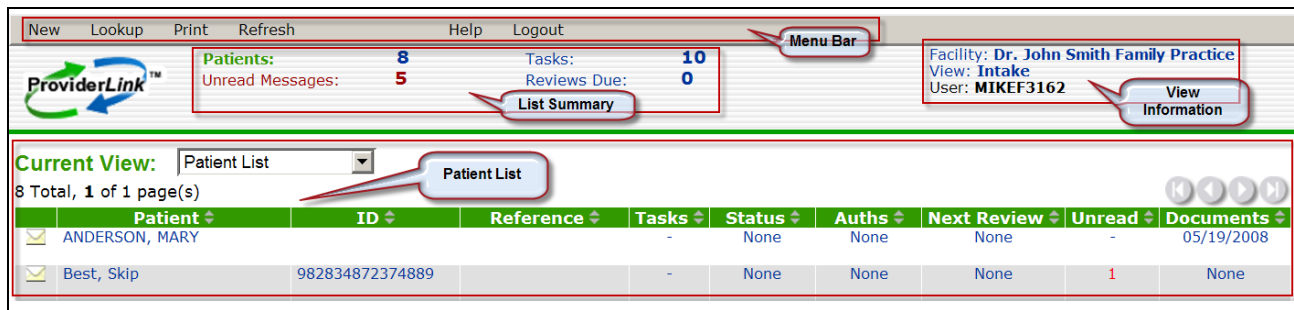 New Lookup Print Refresh Help Logout
Menu Bar
ProviderLink™
Patients: 8 Tasks: 10
Unread Messages: 5 Reviews Due: 0
List Summary
Facility: Dr. John Smith Family Practice
View: Intake
User: MIKEF3162
View
Information
Current View: Patient List
Patient List
8 Total, 1 of 1 page(s)
Patient ID Reference Tasks Status Auths Next Review Unread Documents
ANDERSON, MARY - None None None - 05/19/2008
Best, Skip 982834872374889 - None None None 1 None